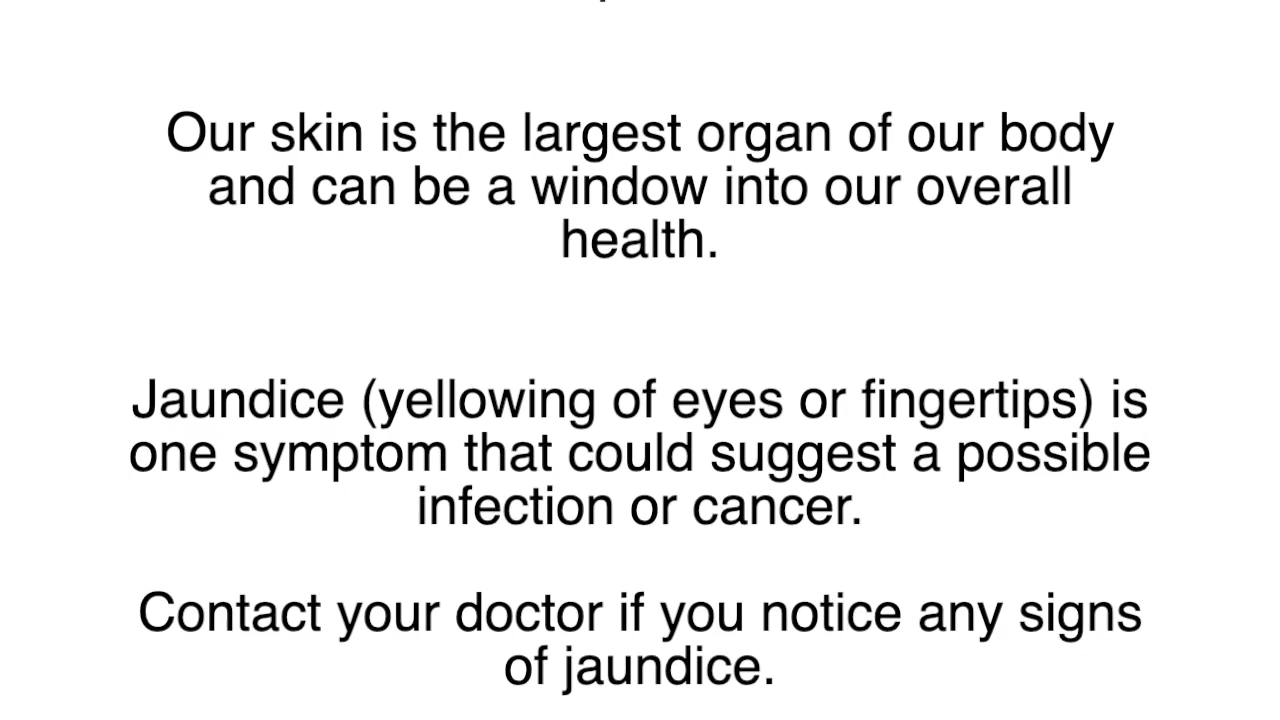 Our skin is the largest organ of our body
and can be a window into our overall
health.
Jaundice (yellowing of eyes or fingertips) is
one symptom that could suggest a possible
infection or cancer.
Contact your doctor if you notice any signs
of jaundice.